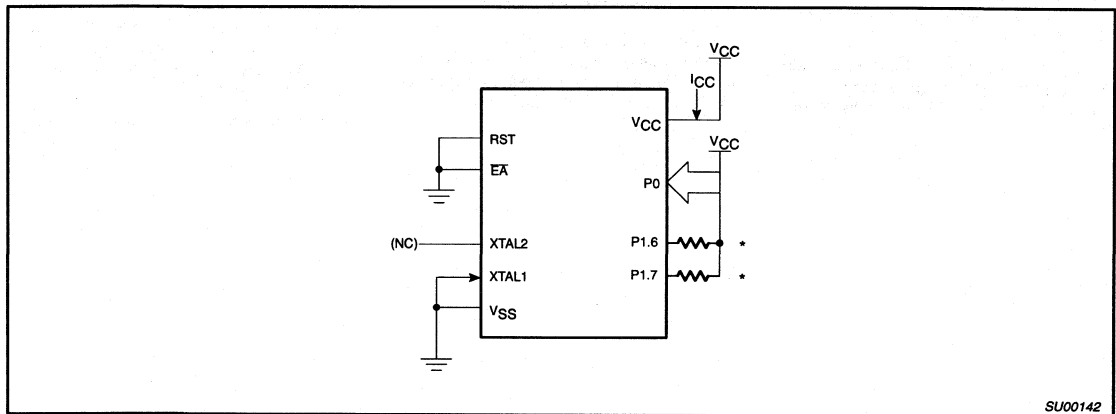 VCC
ICC
VCC
RST
VCC
EA
P0
(NC)
XTAL2
P1.6
*
XTAL1
P1.7
*
VSS
SU00142